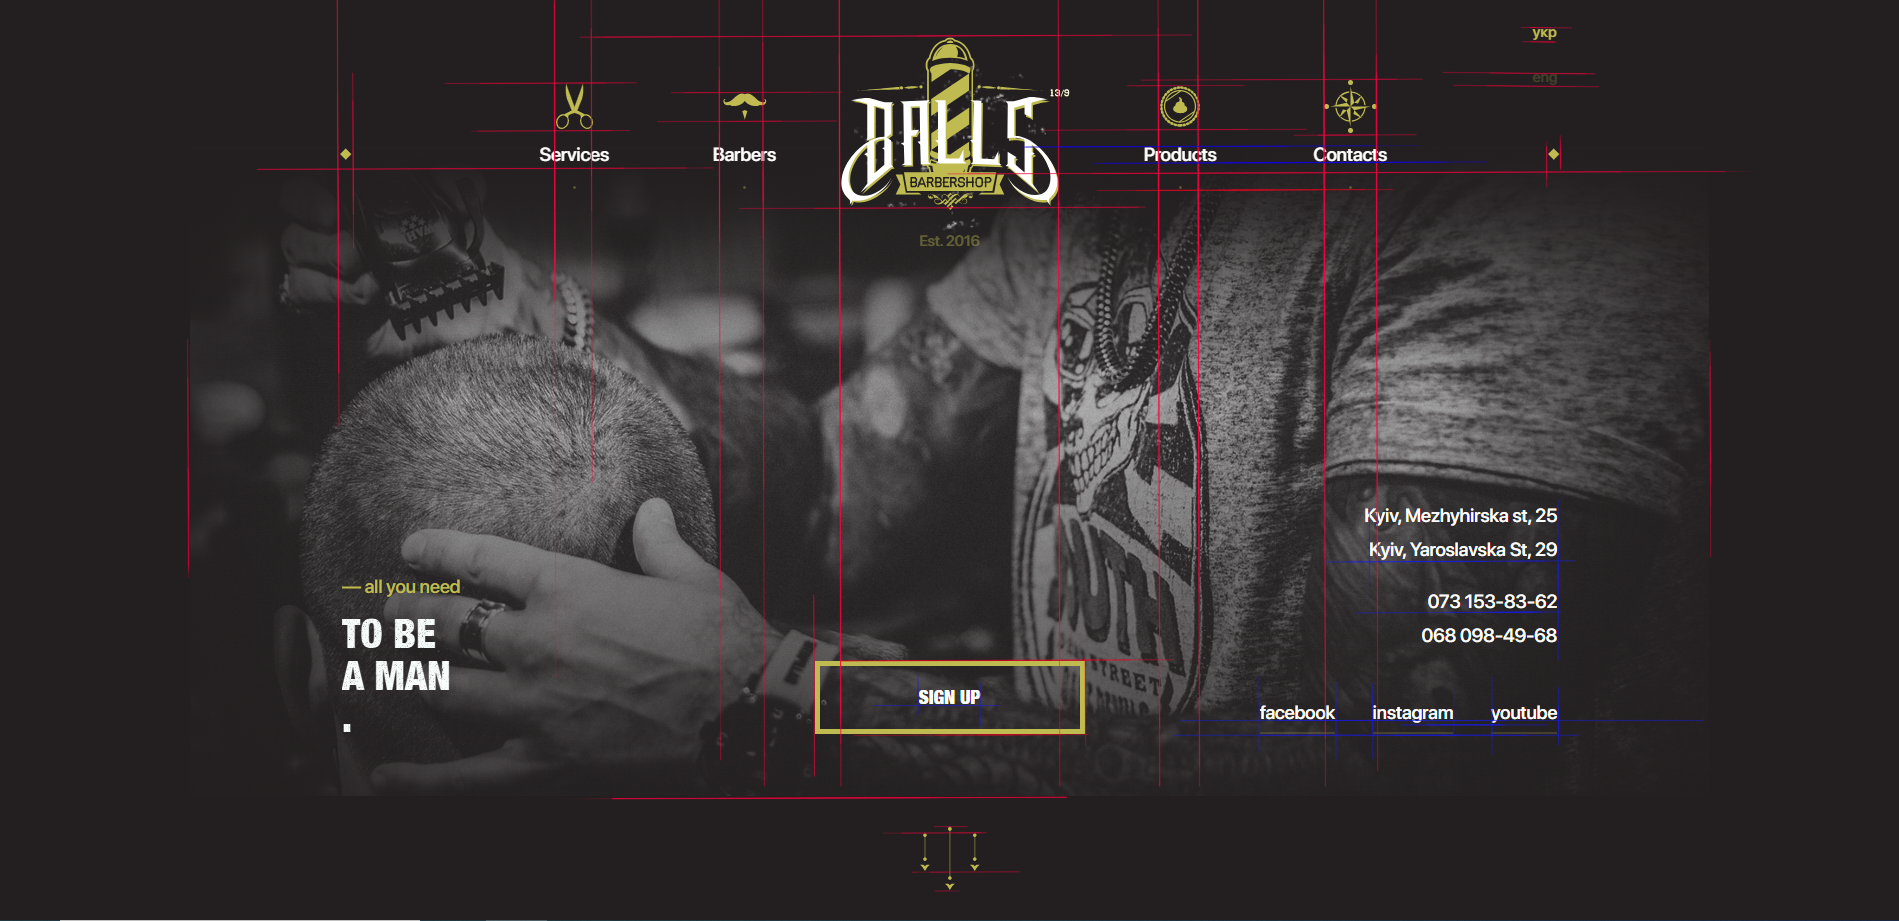 укр
eng
Services
Barbers
BALLS
13/9
BARBERSHOP
Products
Contacts
Est. 2016
Kyiv, Mezhyhirska st, 25
Kyiv, Yaroslavska St, 29
073 153-83-62
068 098-49-68
— all you need
TO BE
A MAN
.
SIGN UP
facebook
instagram
youtube
STREET